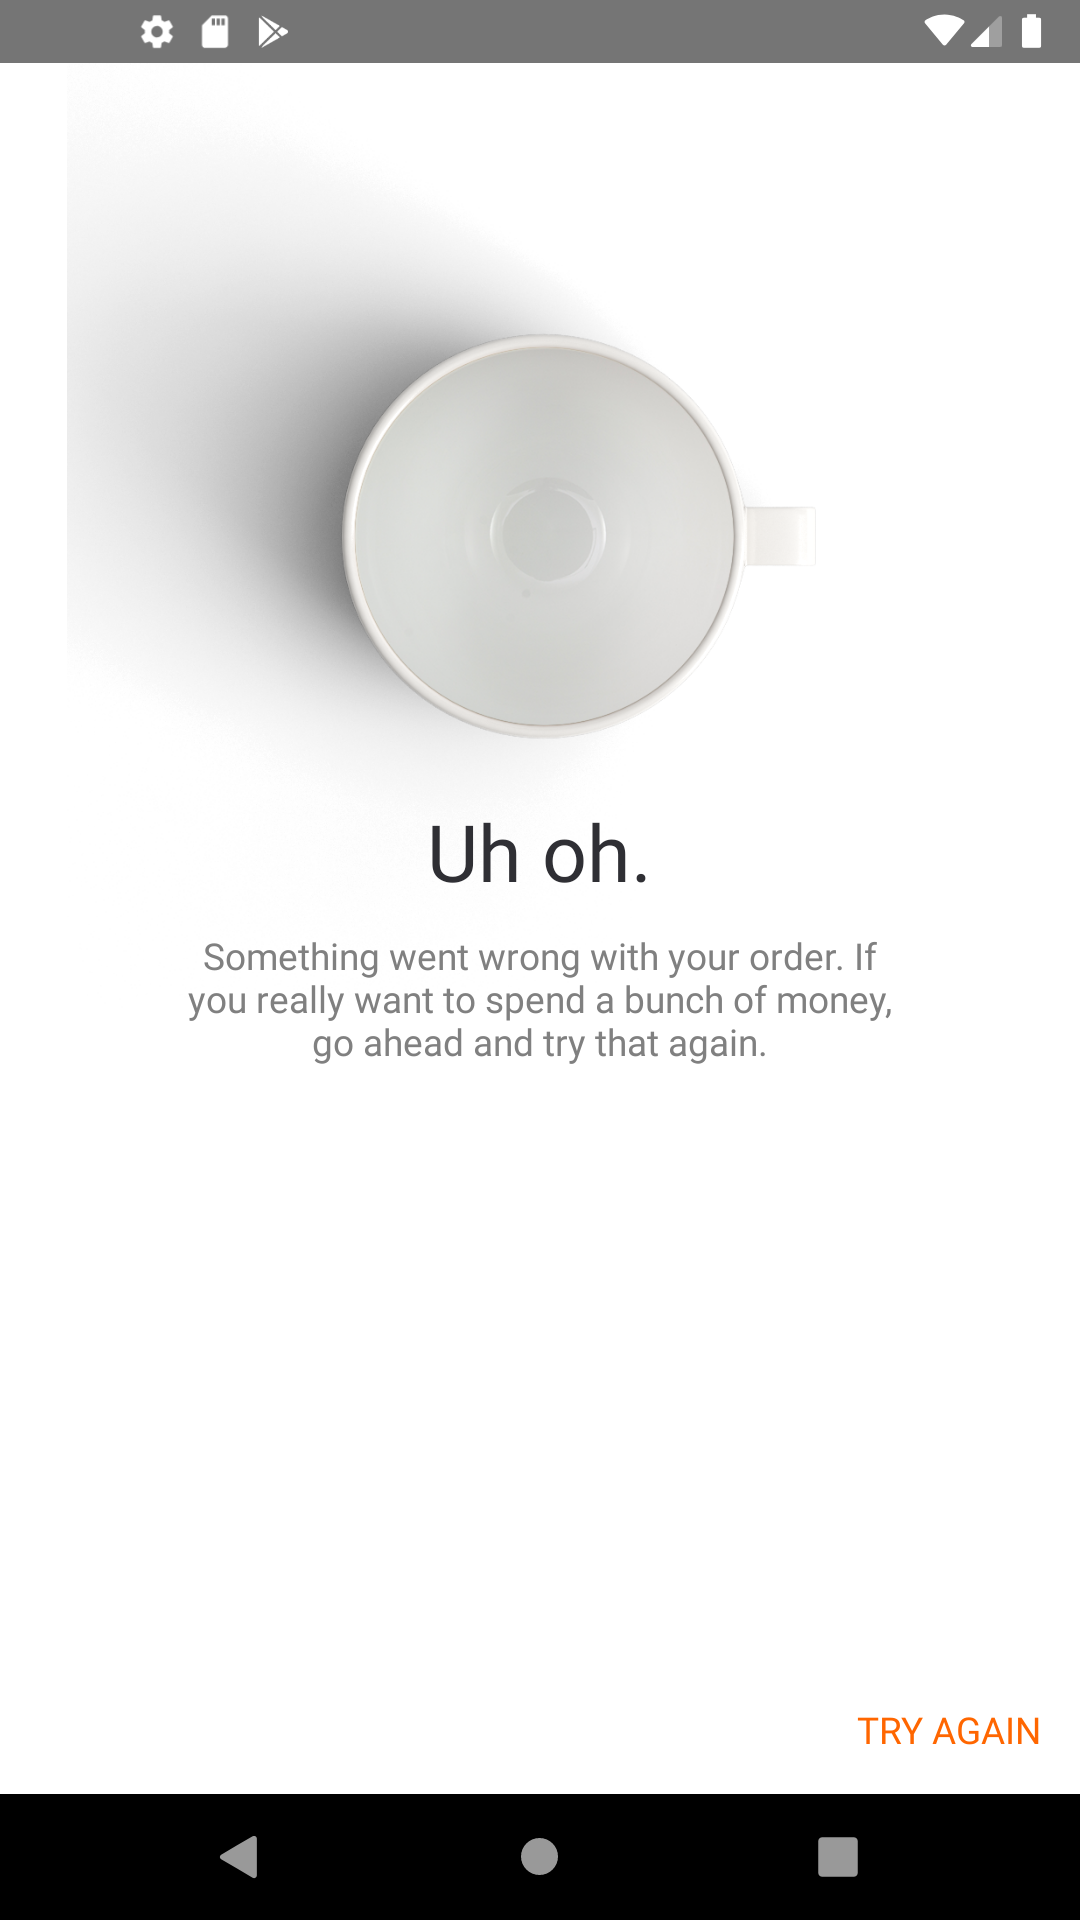 Uh oh.
Something went wrong with your order. If
you really want to spend a bunch of money,
go ahead and try that again.
TRY AGAIN